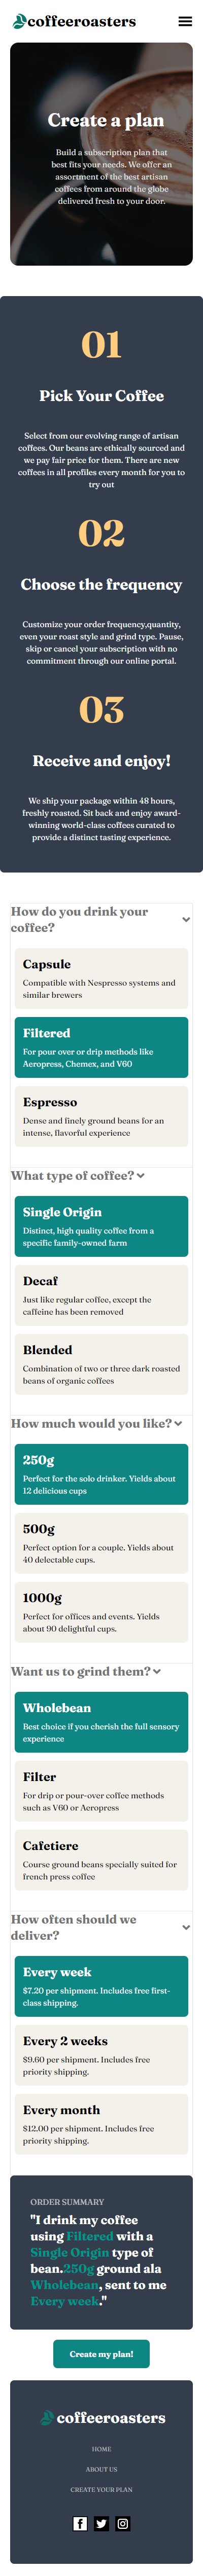 coffeeroasters
Create a plan
Build a subscription plan that
best fits your needs. We offer an
assortment of the best artisan
coffees from around the globe
delivered fresh to your door.
01
Pick Your Coffee
Select from our evolving range of artisan
coffees. Our beans are ethically sourced and
we pay fair price for them. There are new
coffees in all profiles every month for you to
try out
02
Choose the frequency
Customize your order frequency,quantity,
even your roast style and grind type. Pause,
skip or cancel your subscription with no
commitment through our online portal.
03
Receive and enjoy!
We ship your package within 48 hours,
freshly roasted. Sit back and enjoy award-
winning world-class coffees curated to
provide a distinct tasting experience.
How do you drink your
coffee?
Capsule
Compatible with Nespresso systems and
similar brewers
Filtered
For pour over or drip methods like
Aeropress, Chemex, and V60
Espresso
Dense and finely ground beans for an
intense, flavorful experience
What type of coffee?
Single Origin
Distinct, high quality coffee from a
specific family-owned farm
Decaf
Just like regular coffee, except the
caffeine has been removed
Blended
Combination of two or three dark roasted
beans of organic coffees
How much would you like?
250g
Perfect for the solo drinker. Yields about
12 delicious cups
500g
Perfect option for a couple. Yields about
40 delectable cups.
1000g
Perfect for offices and events. Yields
about 90 delightful cups.
Want us to grind them?
Wholebean
Best choice if you cherish the full sensory
experience
Filter
For drip or pour-over coffee methods
such as V60 or Aeropress
Cafetiere
Course ground beans specially suited for
french press coffee
How often should we
deliver?
Every week
$7.20 per shipment. Includes free first-
class shipping.
Every 2 weeks
$9.60 per shipment. Includes free
priority shipping.
Every month
$12.00 per shipment. Includes free
priority shipping.
ORDER SUMMARY
"I drink my coffee
using Filtered with a
Single Origin type of
bean.250g ground ala
Wholebean, sent to me
Every week."
Create my plan!
coffeeroasters
HOME
ABOUT US
CREATE YOUR PLAN